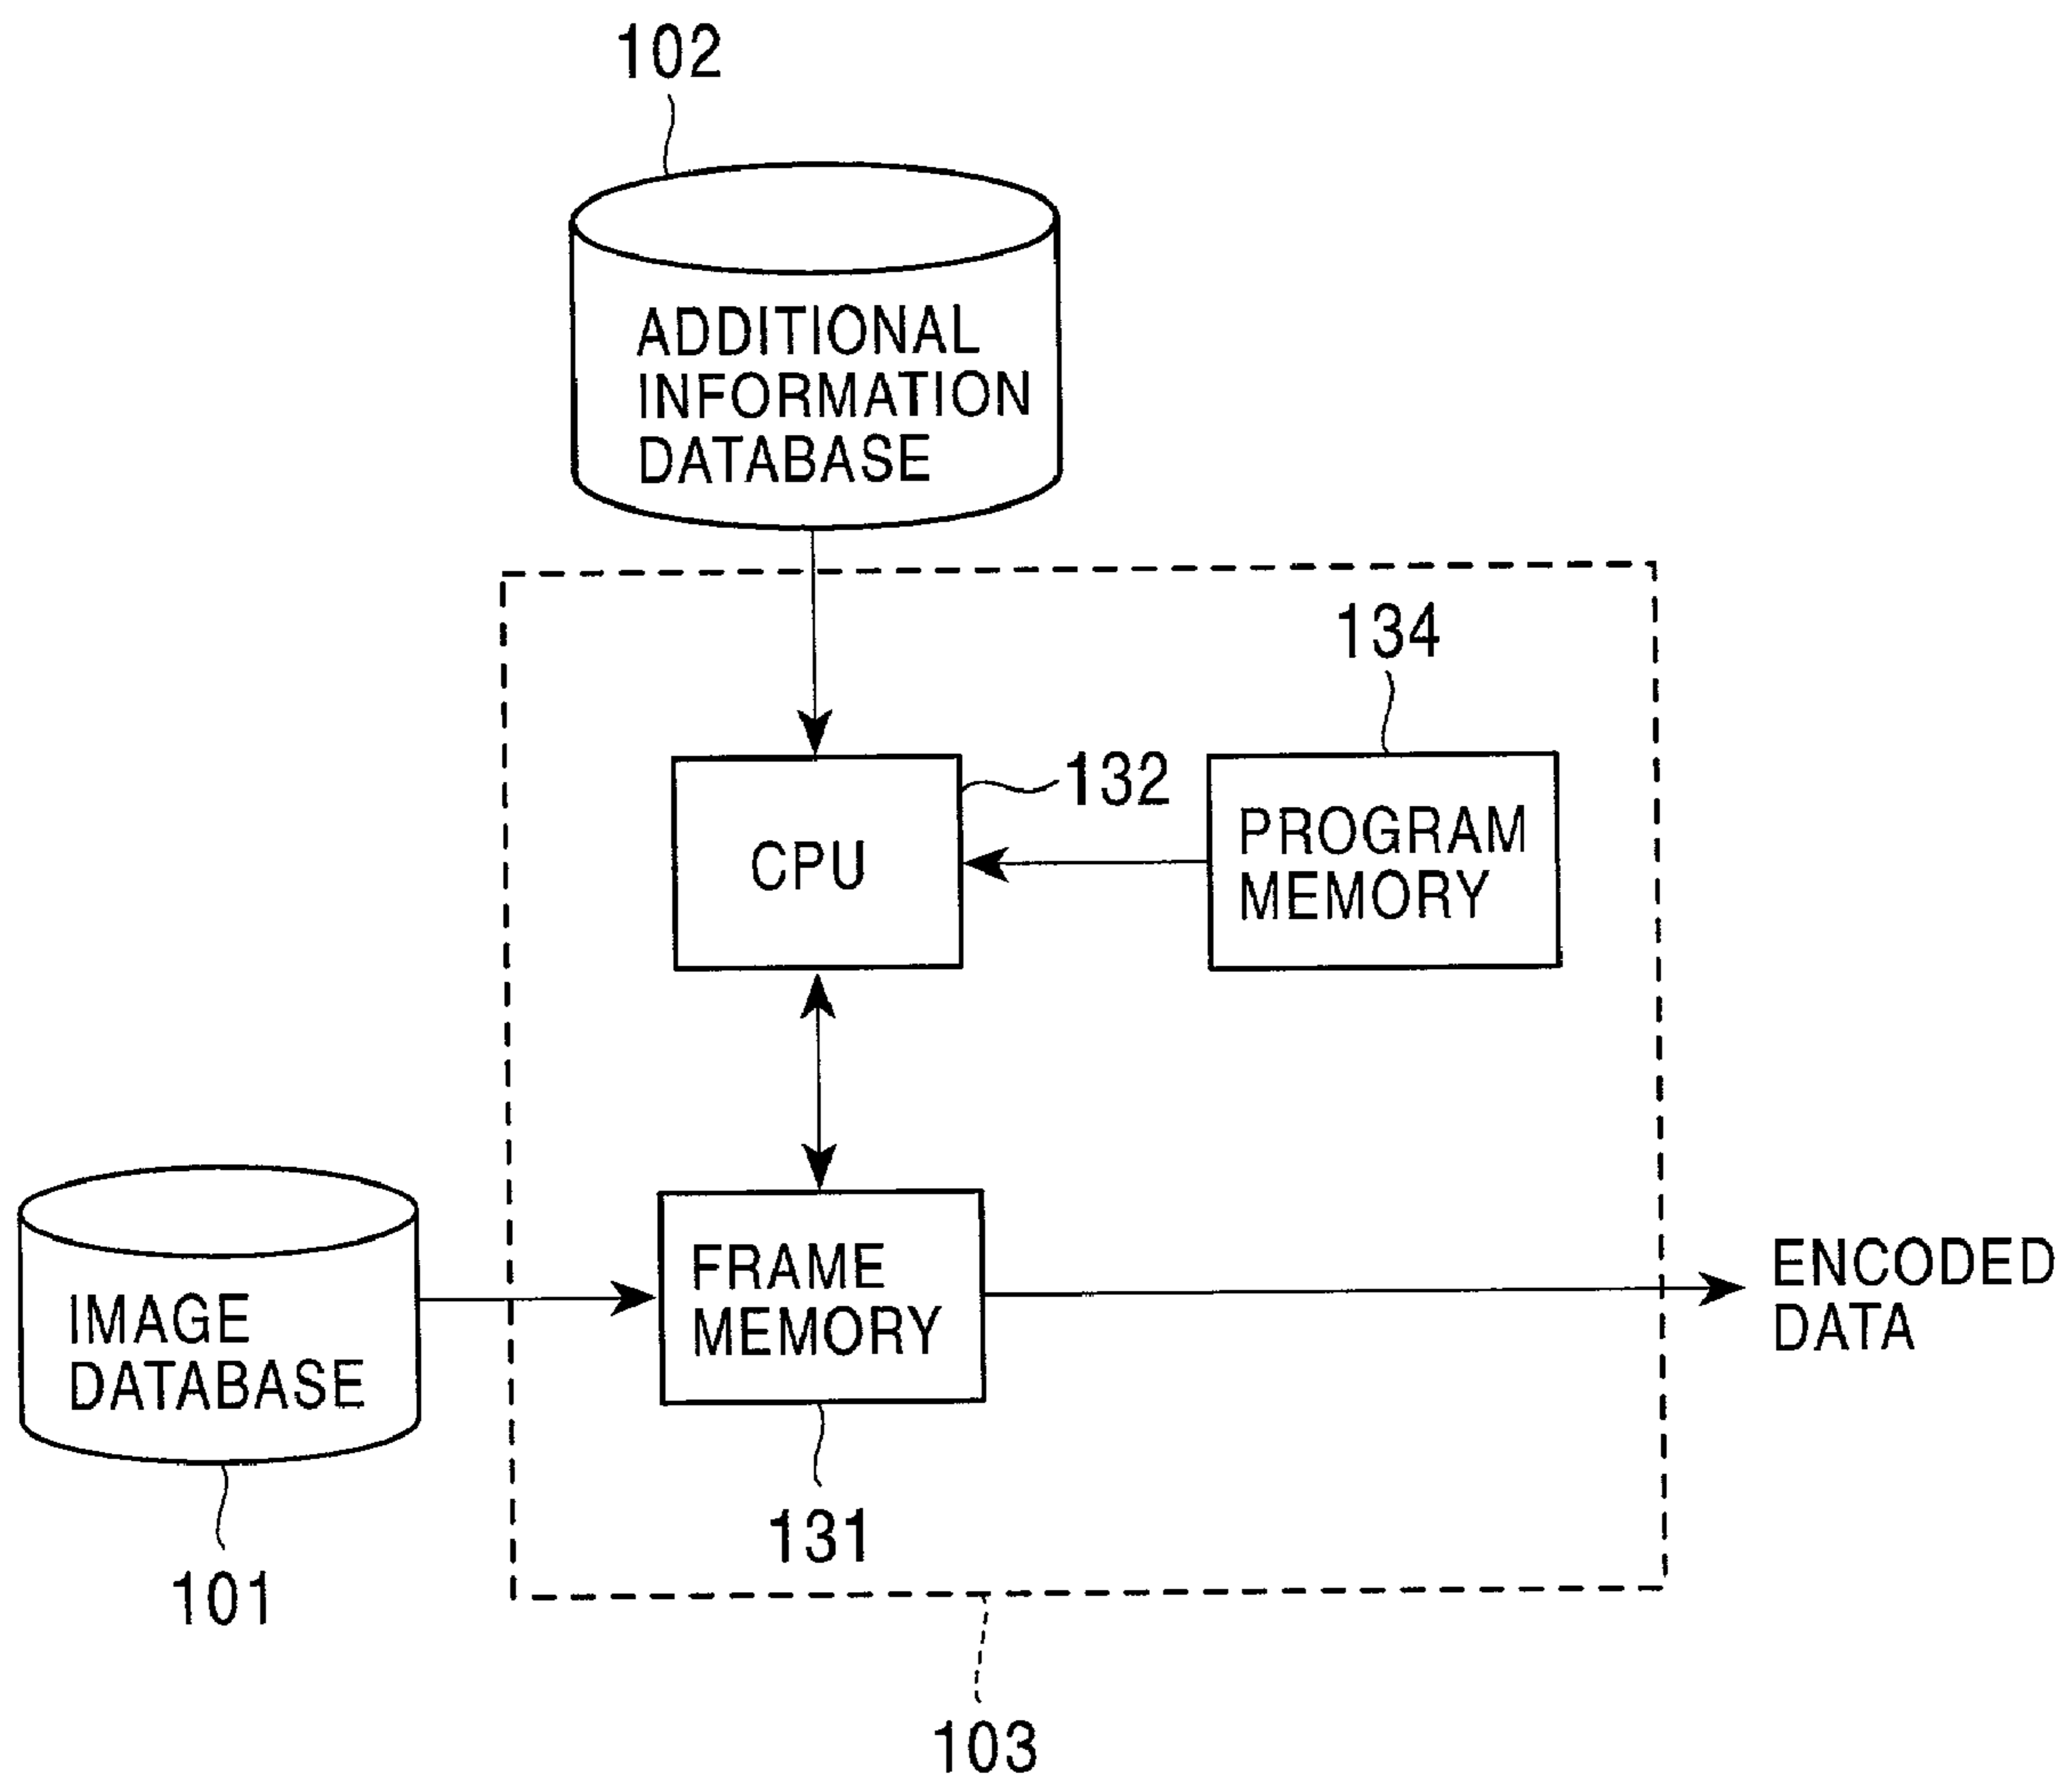 102
ADDITIONAL
INFORMATION
DATABASE
134
132
CPU
PROGRAM
MEMORY
FRAME
MEMORY
ENCODED
DATA
IMAGE
DATABASE
131
101
103